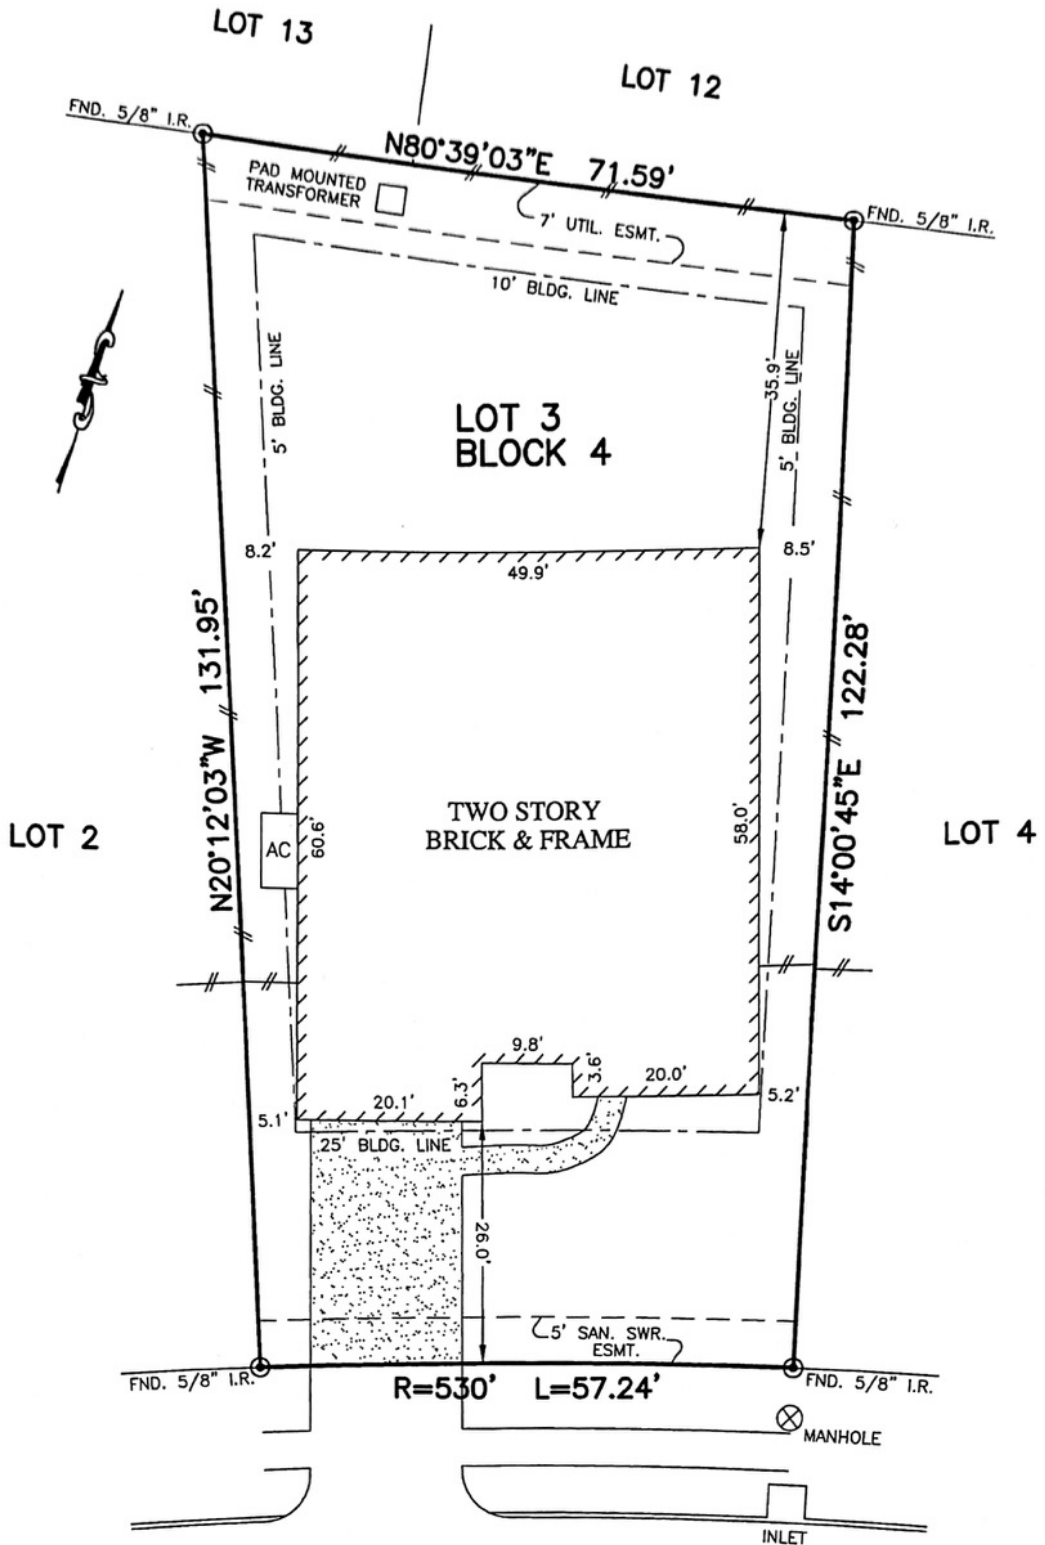 LOT 13
LOT 12
FND. 5/8" I.R.
N80°39'03"E 71.59'
PAD MOUNTED
TRANSFORMER
7' UTIL. ESMT.
FND. 5/8" I.R.
10' BLDG. LINE
5' BLDG. LINE
35.9'
5' BLDG. LINE
LOT 3
BLOCK 4
8.2'
49.9'
8.5'
N20°12'03"W 131.95'
S14°00'45"E 122.28'
LOT 2
AC
60.6'
TWO STORY
BRICK & FRAME
58.0'
LOT 4
9.8'
3.6'
6.3'
20.1'
20.0'
5.1'
5.2'
25' BLDG. LINE
26.0'
5' SAN. SWR.
ESMT.
FND. 5/8" I.R.
R=530' L=57.24'
FND. 5/8" I.R.
MANHOLE
INLET